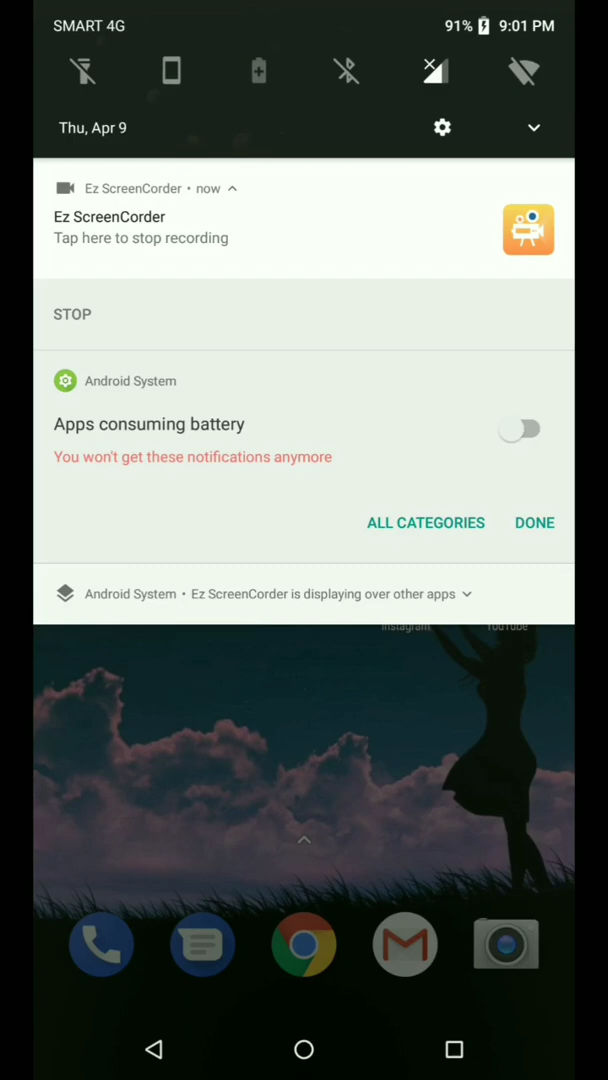 SMART 4G 91% 9:01 PM
Thu, Apr 9
Ez ScreenCorder • now
Ez ScreenCorder
Tap here to stop recording
STOP
Android System
Apps consuming battery
You won't get these notifications anymore
ALL CATEGORIES DONE
Android System • Ez ScreenCorder is displaying over other apps
Instagram YouTube